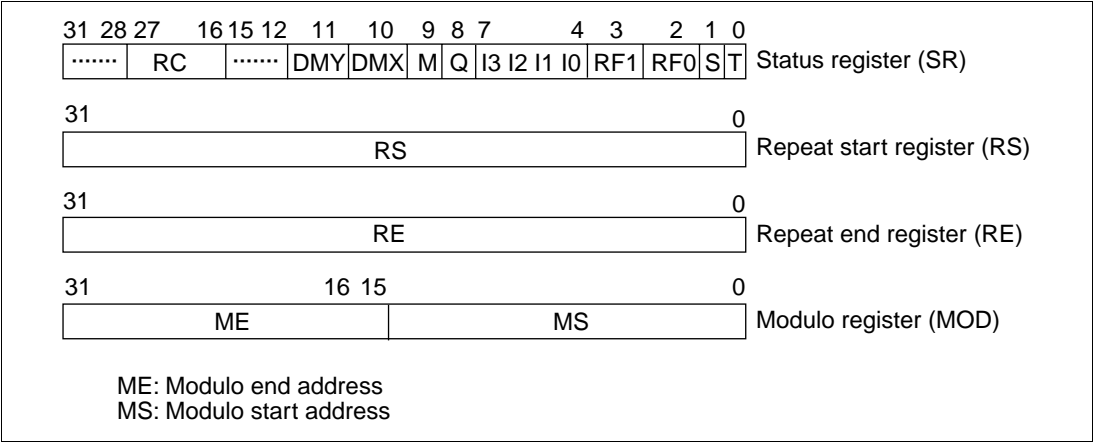 31 28 27 16 15 12 11 10 9 8 7 4 3 2 1 0
······· RC ······· DMY DMX M Q I3 I2 I1 I0 RF1 RF0 S T Status register (SR)
31 0
RS Repeat start register (RS)
31 0
RE Repeat end register (RE)
31 16 15 0
ME MS Modulo register (MOD)
ME: Modulo end address
MS: Modulo start address